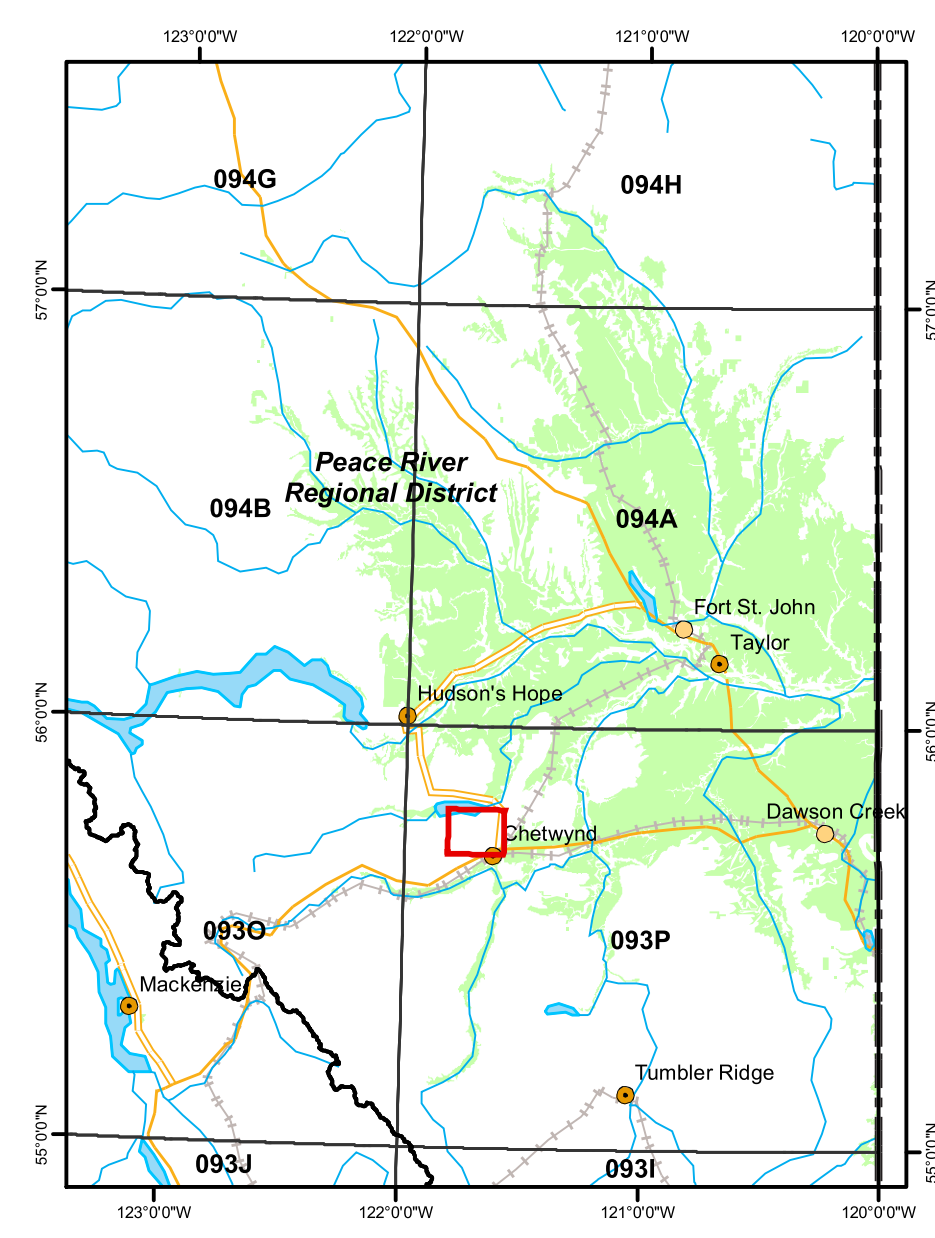 123°0'0"W
122°0'0"W
121°0'0"W
120°0'0"W
094G
094H
57°0'0"N
57°0'0"N
Peace River
Regional District
094B
094A
Fort St. John
Taylor
Hudson's Hope
56°0'0"N
56°0'0"N
Dawson Creek
Chetwynd
093O
093P
Mackenzie
Tumbler Ridge
55°0'0"N
55°0'0"N
093J
093I
123°0'0"W
122°0'0"W
121°0'0"W
120°0'0"W